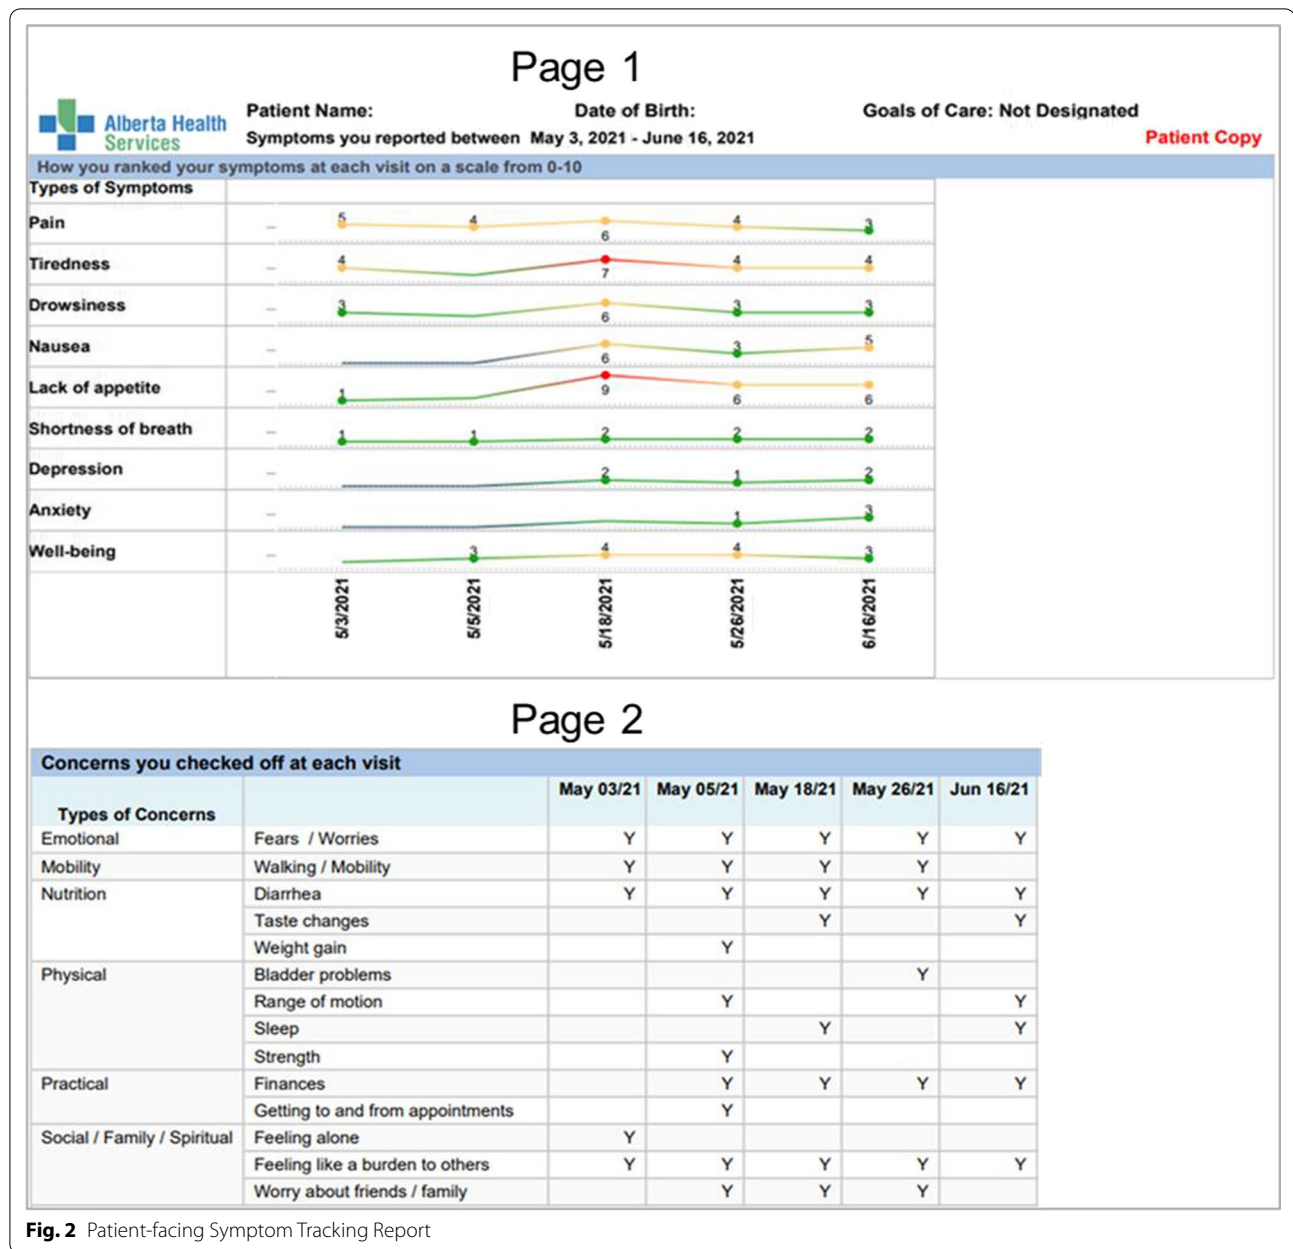 Page 1
Alberta Health Services
Patient Name: Date of Birth: Goals of Care: Not Designated
Symptoms you reported between May 3, 2021 - June 16, 2021 Patient Copy
How you ranked your symptoms at each visit on a scale from 0-10
Types of Symptoms
Pain 5 4 6 4 3
Tiredness 4 7 4 4
Drowsiness 3 6 3 3
Nausea 6 3 5
Lack of appetite 1 9 6 6
Shortness of breath 1 1 2 2 2
Depression 2 1 2
Anxiety 1 3
Well-being 3 4 4 3
5/3/2021 5/5/2021 5/18/2021 5/26/2021 6/16/2021
Page 2
Concerns you checked off at each visit
Types of Concerns May 03/21 May 05/21 May 18/21 May 26/21 Jun 16/21
Emotional Fears / Worries Y Y Y Y Y
Mobility Walking / Mobility Y Y Y Y
Nutrition Diarrhea Y Y Y Y Y
Taste changes Y Y
Weight gain Y
Physical Bladder problems Y
Range of motion Y Y
Sleep Y Y
Strength Y
Practical Finances Y Y Y Y
Getting to and from appointments Y
Social / Family / Spiritual Feeling alone Y
Feeling like a burden to others Y Y Y Y Y
Worry about friends / family Y Y Y
Fig. 2 Patient-facing Symptom Tracking Report